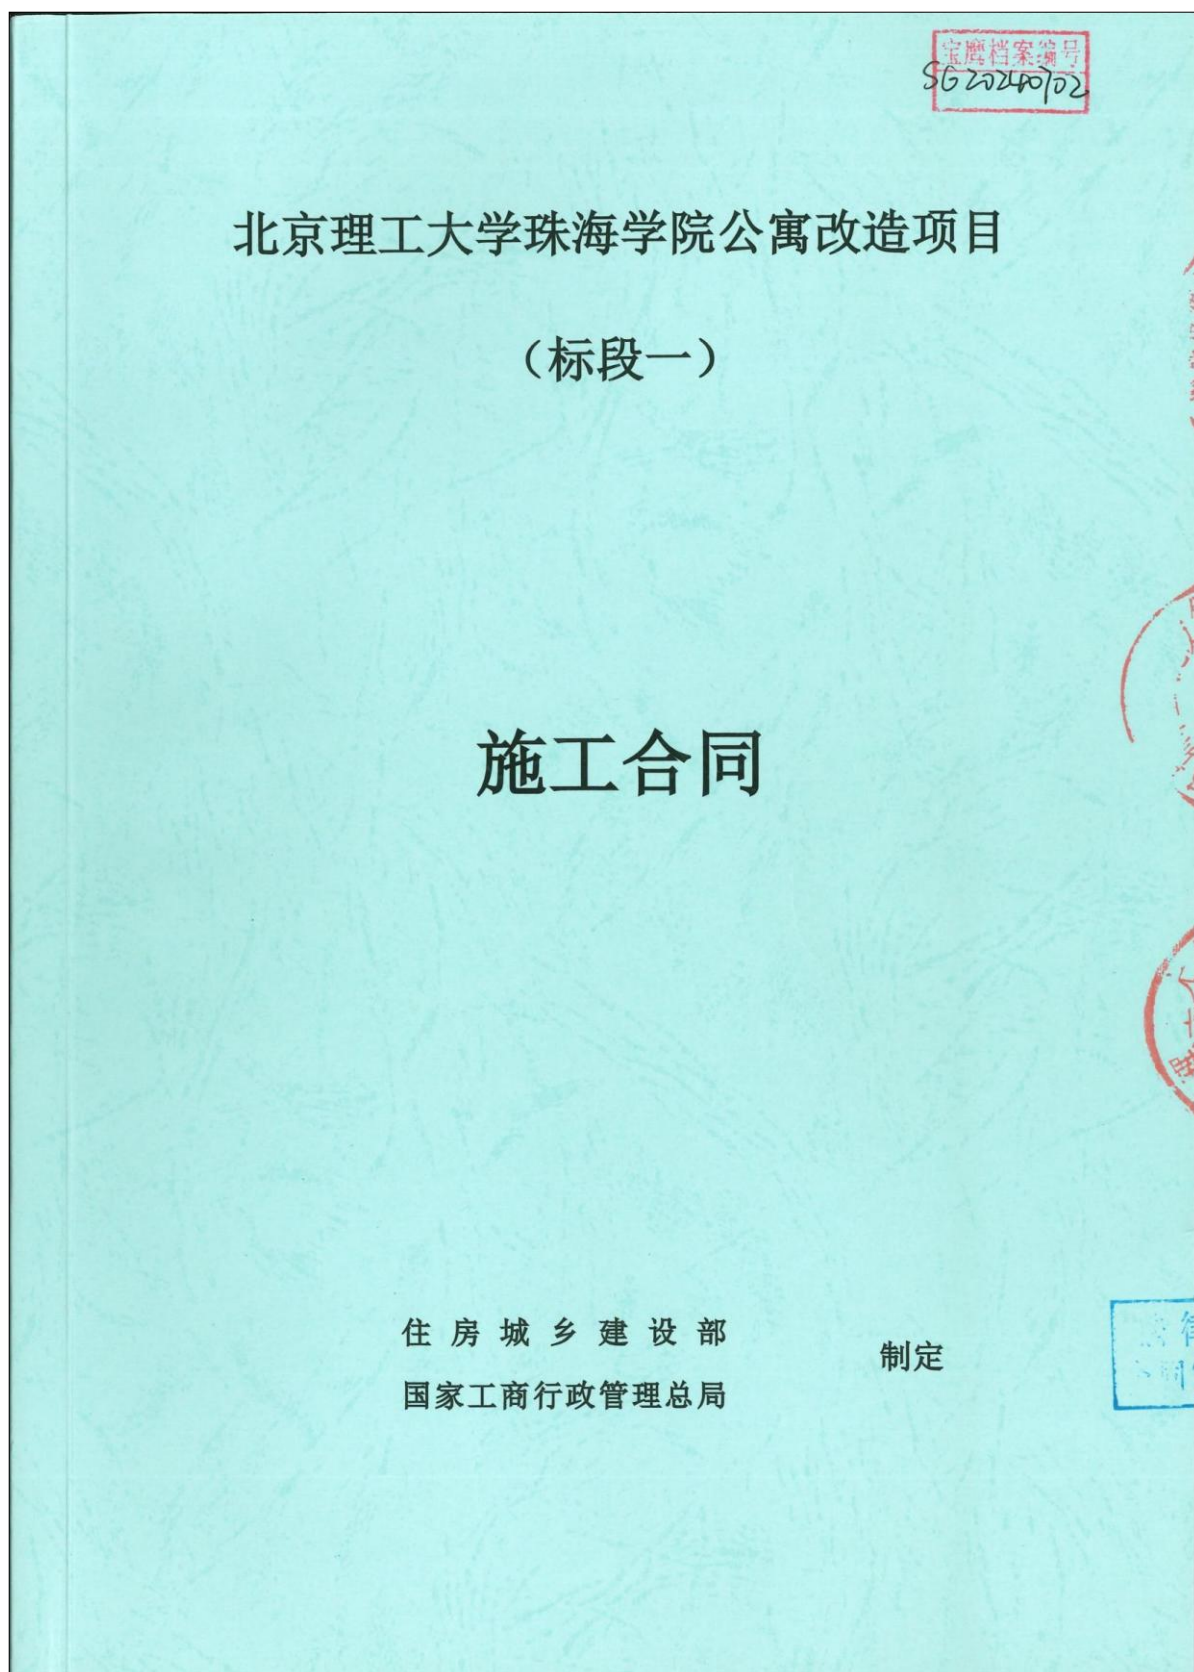 宝鹰档案编号
SG20240702
北京理工大学珠海学院公寓改造项目
（标段一）
施工合同
住房城乡建设部
制定
国家工商行政管理总局